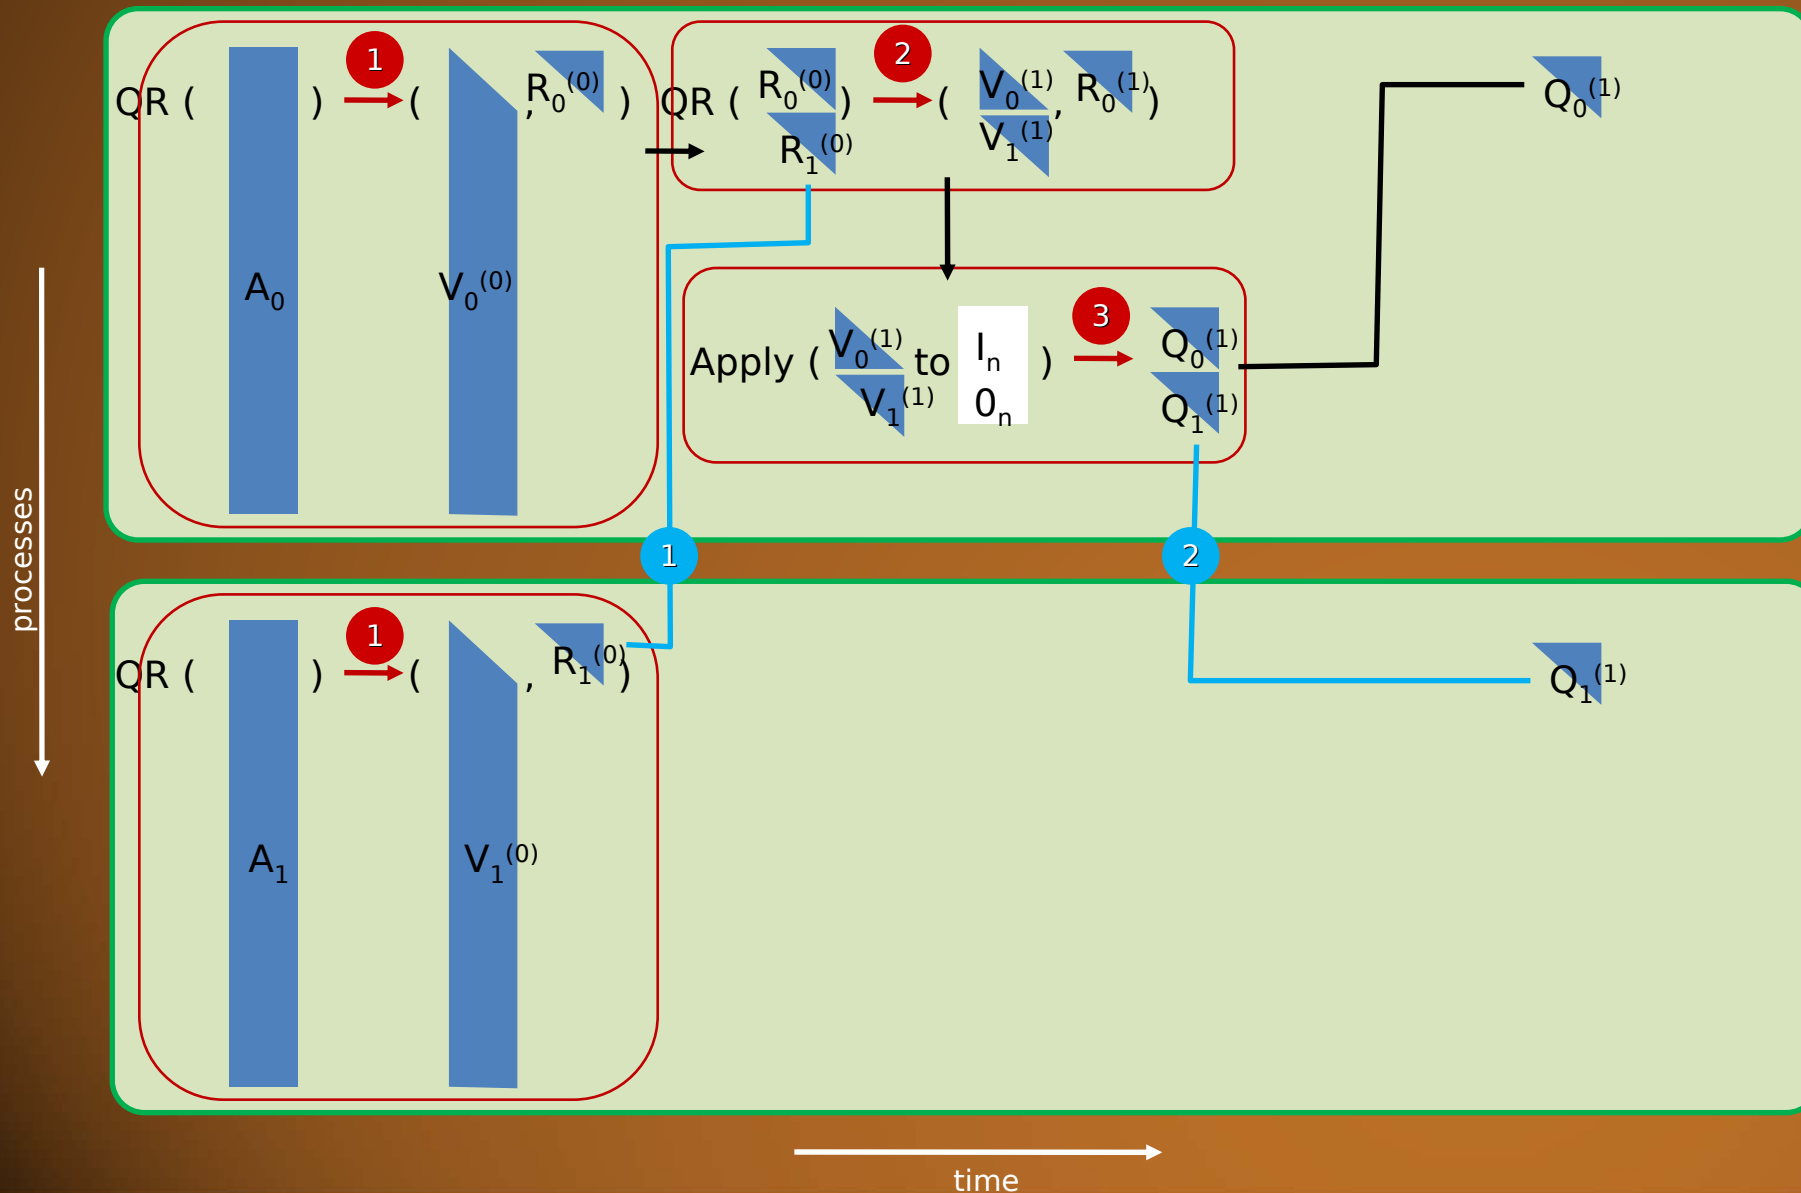 QR ( A₀ ) 1 ( V₀⁽⁰⁾ , R₀⁽⁰⁾ )
QR ( R₀⁽⁰⁾ R₁⁽⁰⁾ ) 2 ( V₀⁽¹⁾ V₁⁽¹⁾ , R₀⁽¹⁾ )
Q₀⁽¹⁾
Apply ( V₀⁽¹⁾ V₁⁽¹⁾ to Iₙ 0ₙ ) 3 Q₀⁽¹⁾ Q₁⁽¹⁾
1
2
QR ( A₁ ) 1 ( V₁⁽⁰⁾ , R₁⁽⁰⁾ )
Q₁⁽¹⁾
processes
time